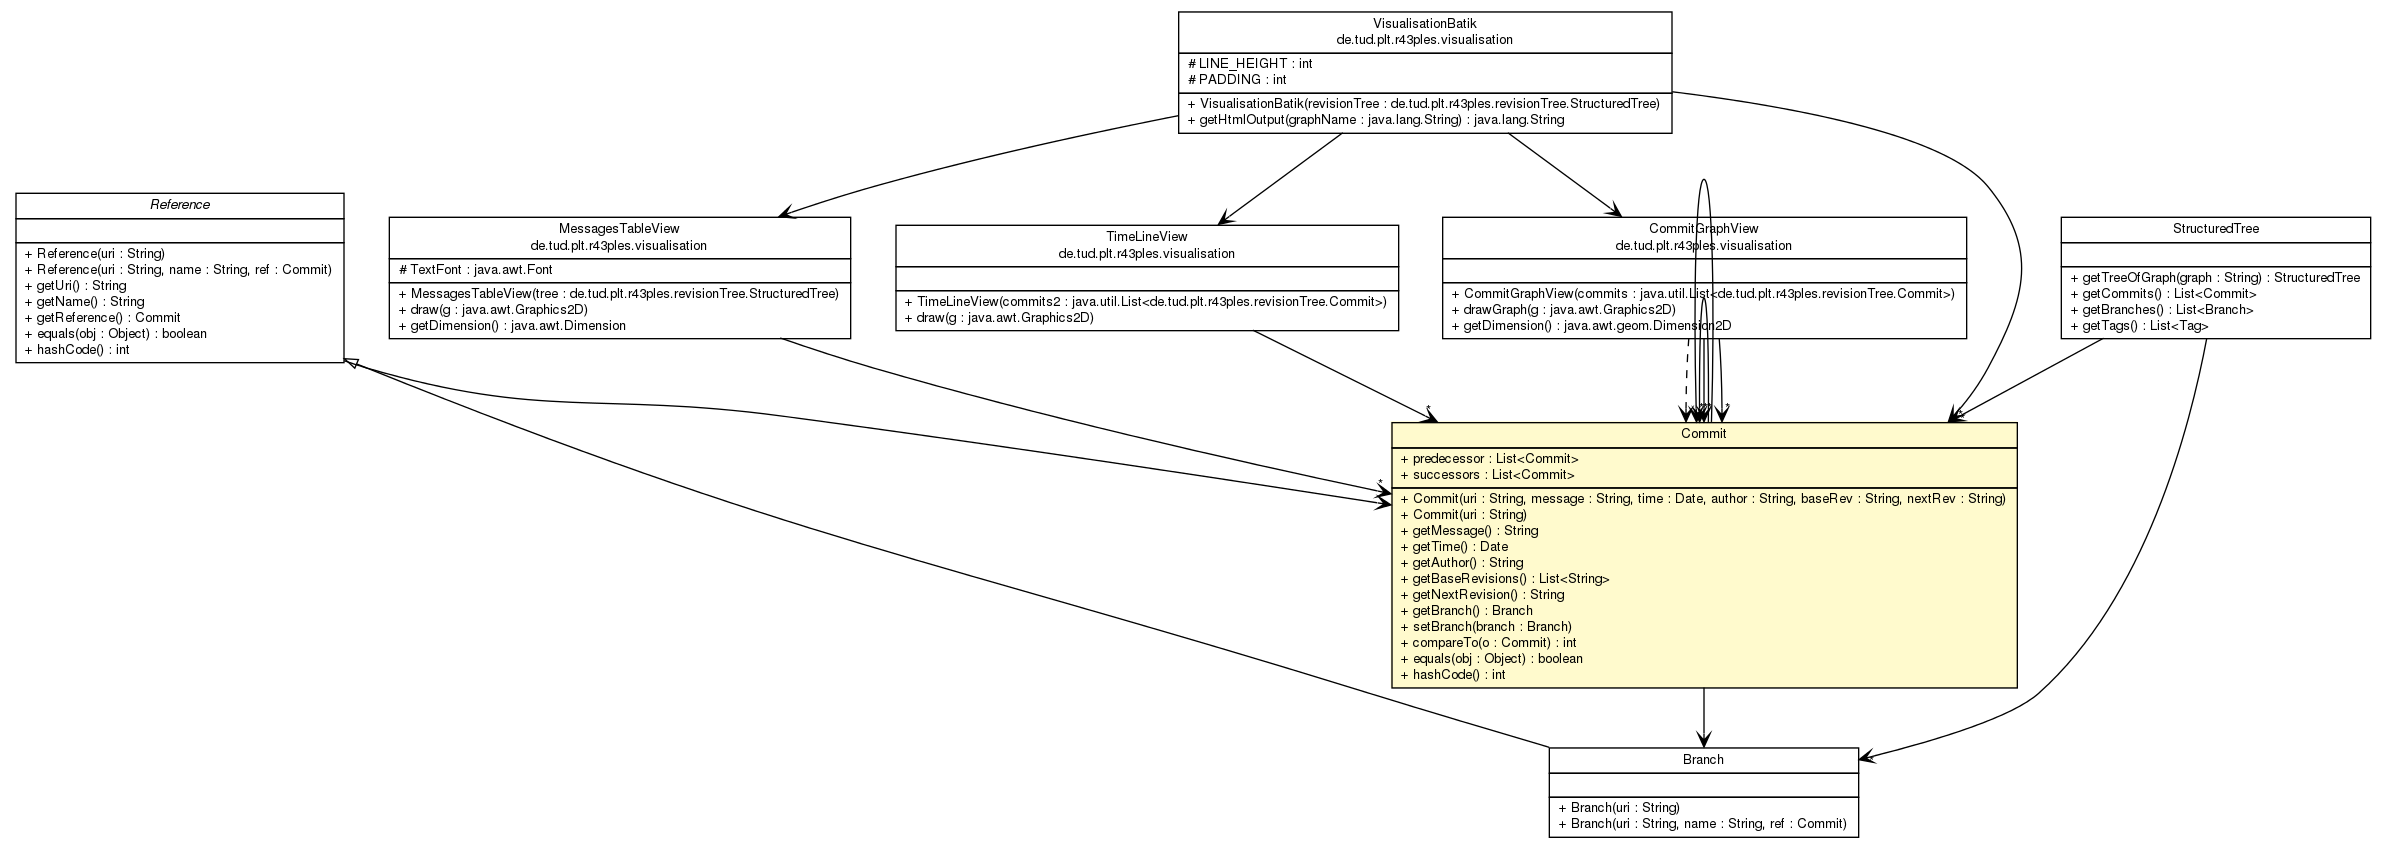 VisualisationBatik
de.tud.plt.r43ples.visualisation
# LINE_HEIGHT : int
# PADDING : int
+ VisualisationBatik(revisionTree : de.tud.plt.r43ples.revisionTree.StructuredTree)
+ getHtmlOutput(graphName : java.lang.String) : java.lang.String
Reference
+ Reference(uri : String)
+ Reference(uri : String, name : String, ref : Commit)
+ getUri() : String
+ getName() : String
+ getReference() : Commit
+ equals(obj : Object) : boolean
+ hashCode() : int
MessagesTableView
de.tud.plt.r43ples.visualisation
# TextFont : java.awt.Font
+ MessagesTableView(tree : de.tud.plt.r43ples.revisionTree.StructuredTree)
+ draw(g : java.awt.Graphics2D)
+ getDimension() : java.awt.Dimension
TimeLineView
de.tud.plt.r43ples.visualisation
+ TimeLineView(commits2 : java.util.List<de.tud.plt.r43ples.revisionTree.Commit>)
+ draw(g : java.awt.Graphics2D)
CommitGraphView
de.tud.plt.r43ples.visualisation
+ CommitGraphView(commits : java.util.List<de.tud.plt.r43ples.revisionTree.Commit>)
+ drawGraph(g : java.awt.Graphics2D)
+ getDimension() : java.awt.geom.Dimension2D
StructuredTree
+ getTreeOfGraph(graph : String) : StructuredTree
+ getCommits() : List<Commit>
+ getBranches() : List<Branch>
+ getTags() : List<Tag>
Commit
+ predecessor : List<Commit>
+ successors : List<Commit>
+ Commit(uri : String, message : String, time : Date, author : String, baseRev : String, nextRev : String)
+ Commit(uri : String)
+ getMessage() : String
+ getTime() : Date
+ getAuthor() : String
+ getBaseRevisions() : List<String>
+ getNextRevision() : String
+ getBranch() : Branch
+ setBranch(branch : Branch)
+ compareTo(o : Commit) : int
+ equals(obj : Object) : boolean
+ hashCode() : int
Branch
+ Branch(uri : String)
+ Branch(uri : String, name : String, ref : Commit)